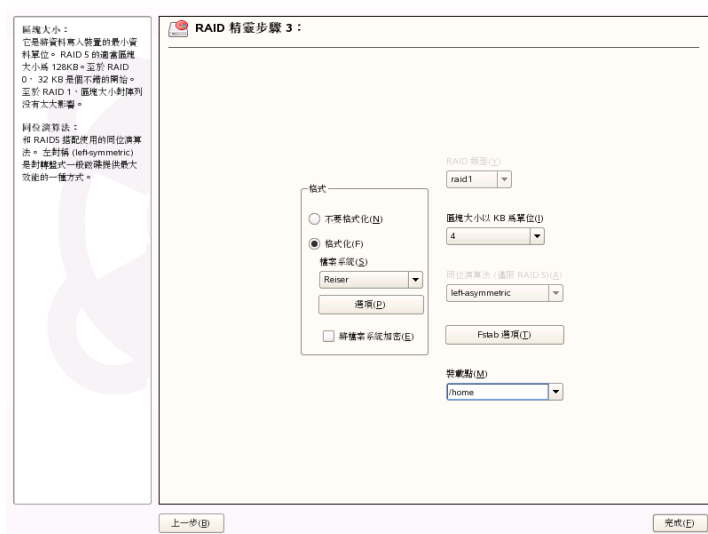 區塊大小：
它是將資料寫入裝置的最小資
料單位。 RAID 5 的適當區塊
大小為 128KB。至於 RAID
0， 32 KB 是個不錯的開始。
至於 RAID 1，區塊大小對陣列
沒有太大影響。
同位演算法：
和 RAID5 搭配使用的同位演算
法。 左對稱 (left-symmetric)
是對轉盤式一般磁碟提供最大
效能的一種方式。
RAID 精靈步驟 3：
格式
不要格式化(N)
格式化(F)
檔案系統(S)
Reiser
選項(P)
將檔案系統加密(E)
RAID 類型(Y)
raid1
區塊大小以 KB 為單位(I)
4
同位演算法 (僅限 RAID 5)(A)
left-asymmetric
Fstab 選項(T)
裝載點(M)
/home
上一步(B)
完成(F)